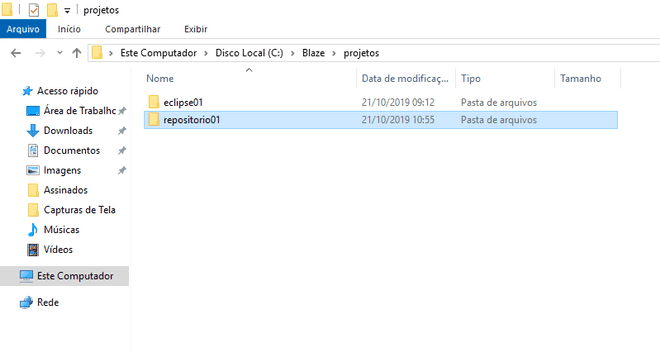 projetos
Arquivo Início Compartilhar Exibir
Este Computador Disco Local (C:) Blaze projetos
Nome Data de modificaç... Tipo Tamanho
Acesso rápido
Área de Trabalho
Downloads
Documentos
Imagens
Assinados
Capturas de Tela
Músicas
Vídeos
Este Computador
Rede
eclipse01 21/10/2019 09:12 Pasta de arquivos
repositorio01 21/10/2019 10:55 Pasta de arquivos